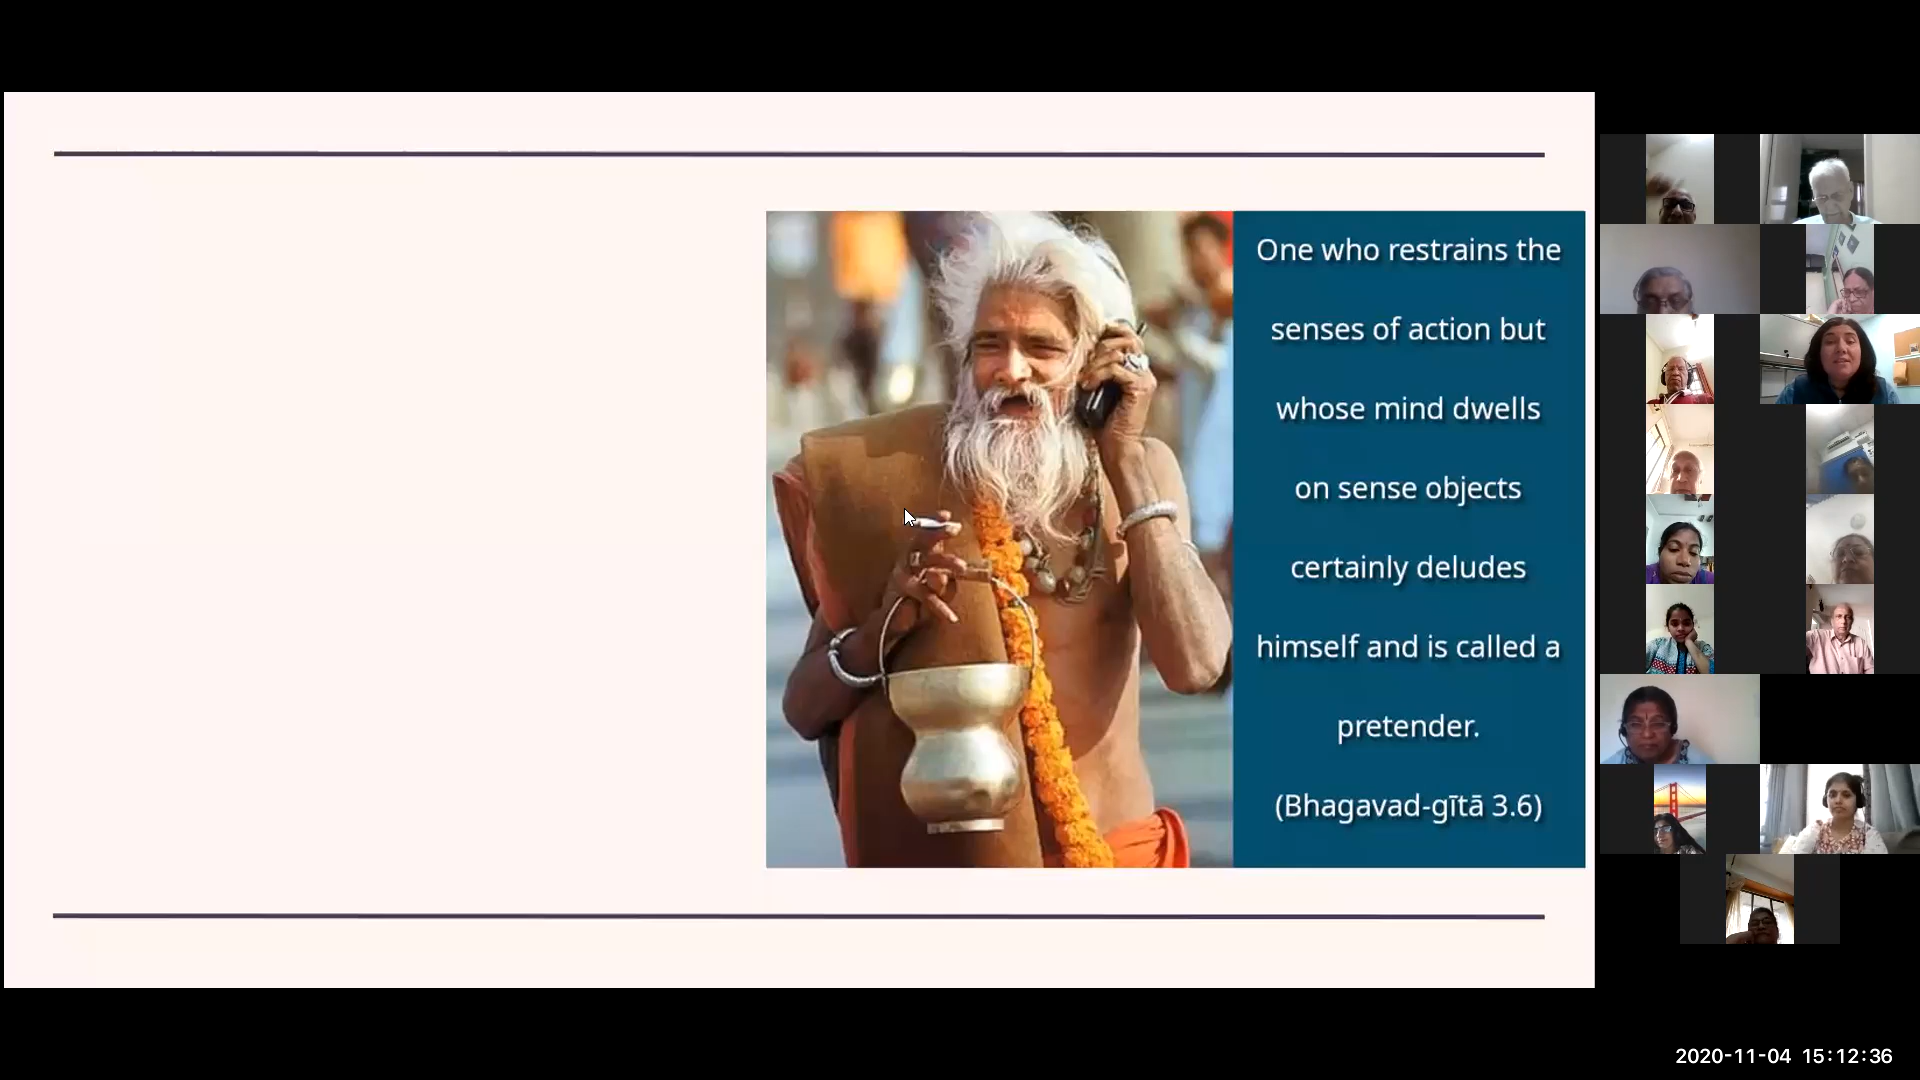 One who restrains the
senses of action but
whose mind dwells
on sense objects
certainly deludes
himself and is called a
pretender.
(Bhagavad-gītā 3.6)
2020-11-04 15:12:36